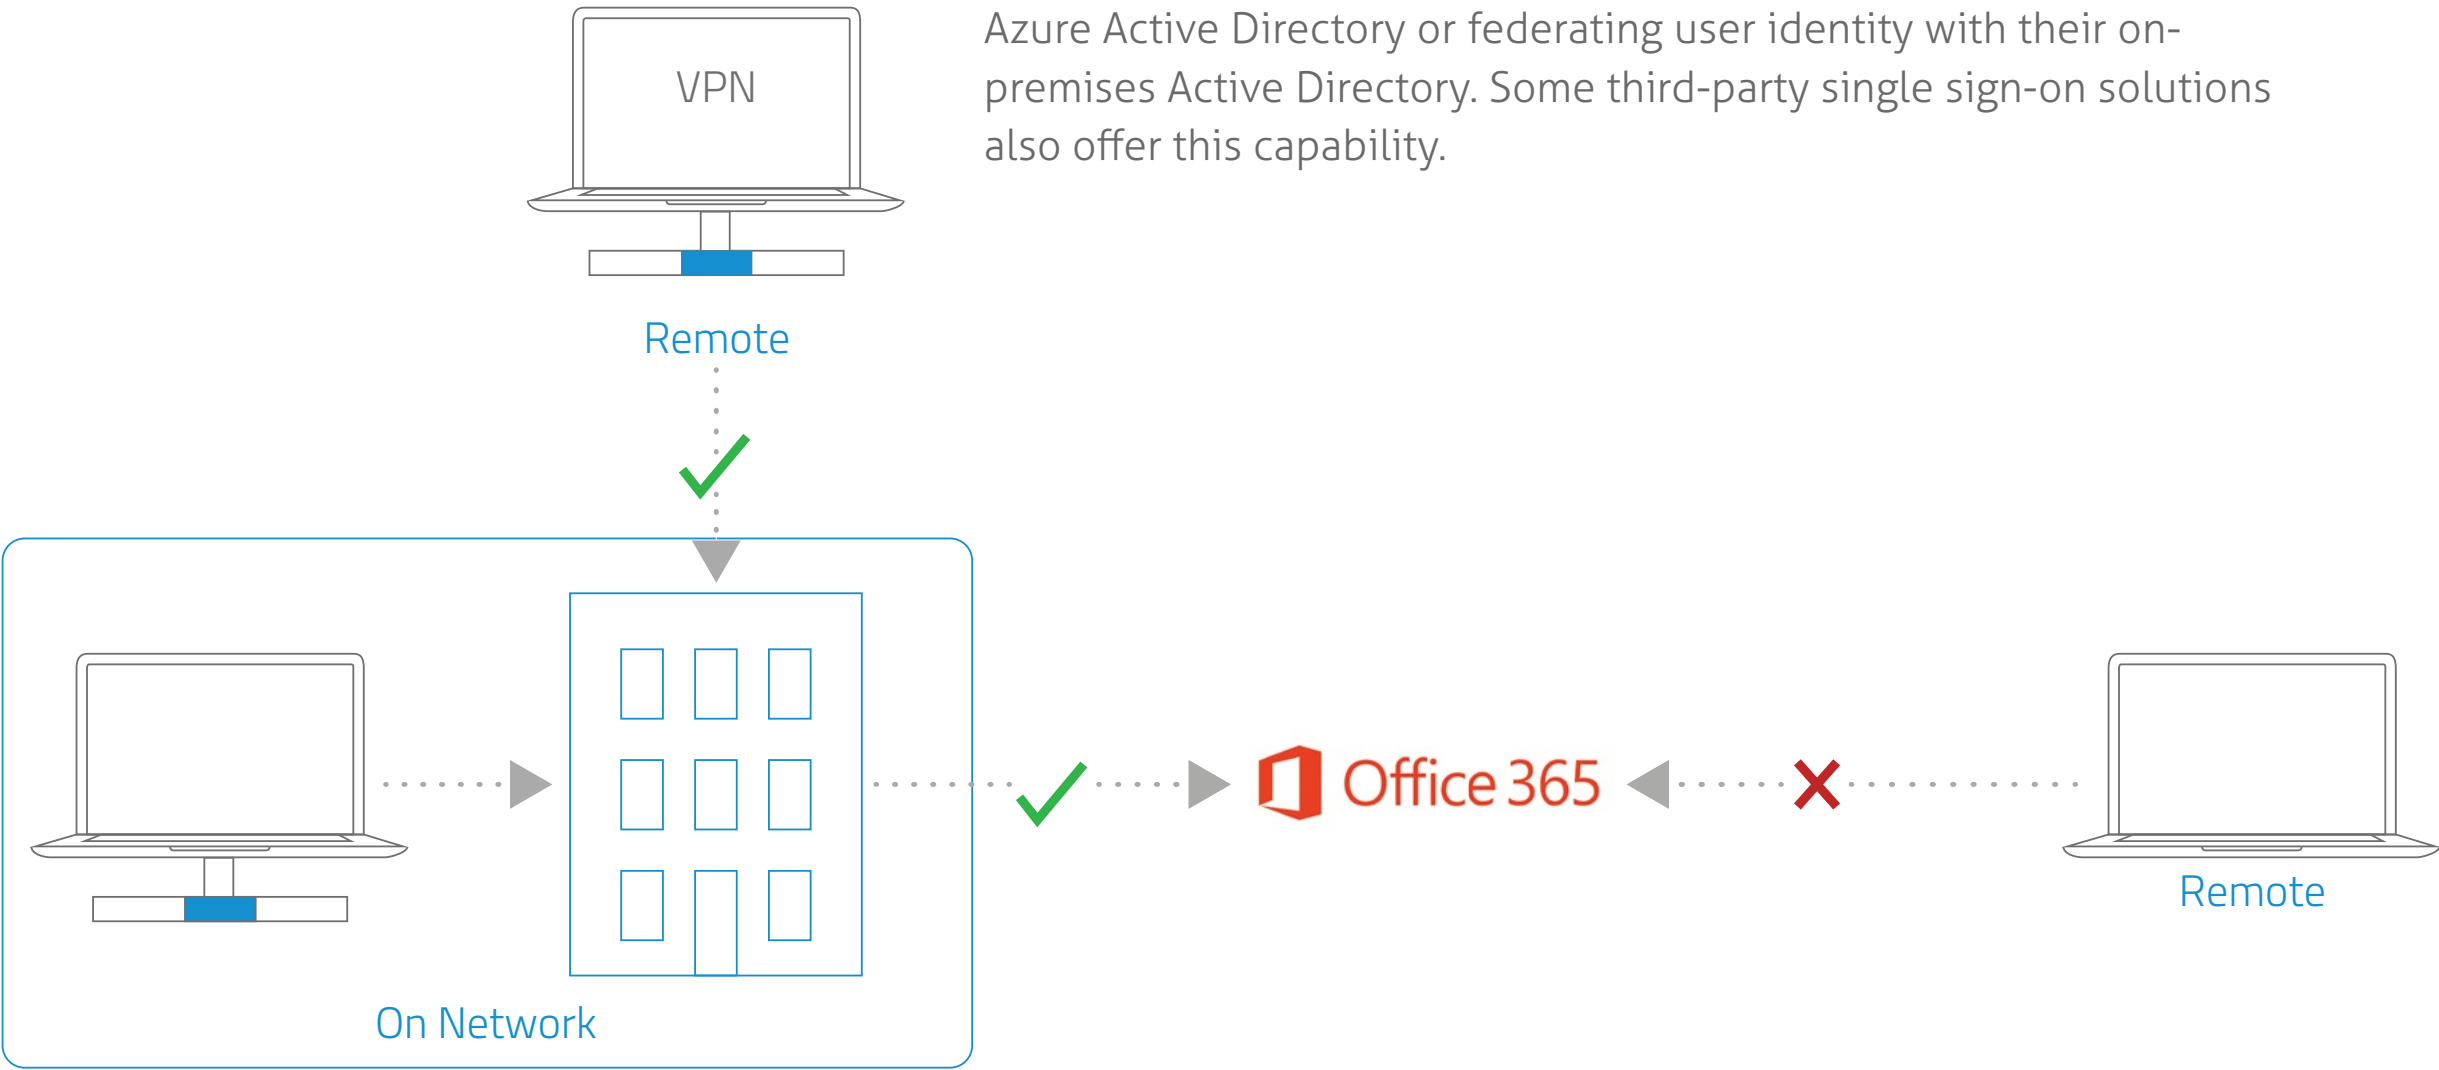 Azure Active Directory or federating user identity with their on-
premises Active Directory. Some third-party single sign-on solutions
also offer this capability.
VPN
Remote
Office 365
Remote
On Network